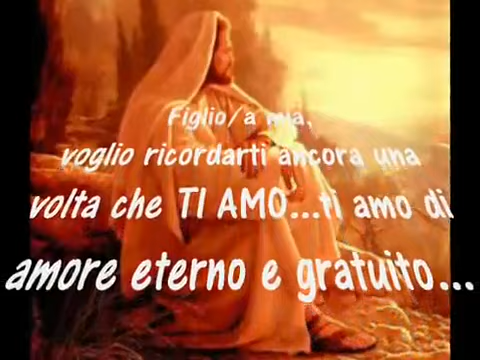 Figlio/a mia,
voglio ricordarti ancora una
volta che TI AMO...ti amo di
amore eterno e gratuito...